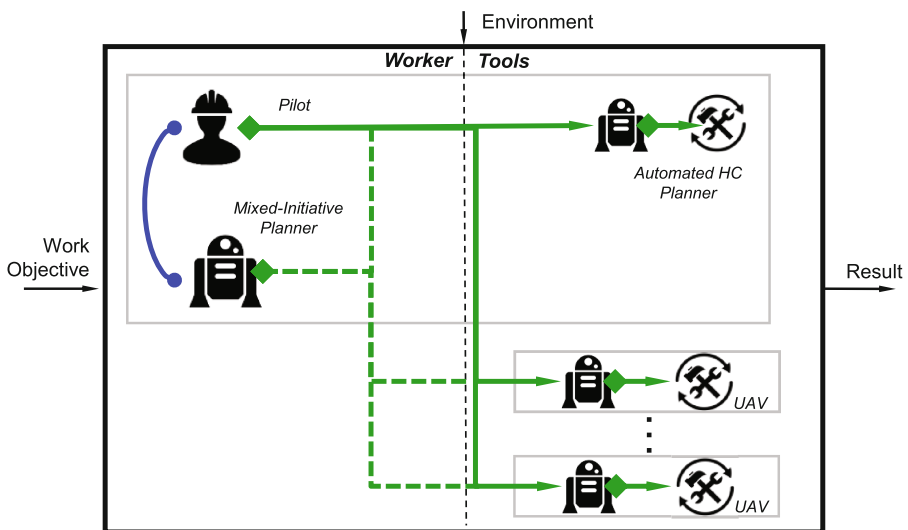 Environment
Worker
Tools
Pilot
Automated HC
Planner
Mixed-Initiative
Planner
Work
Objective
Result
UAV
UAV